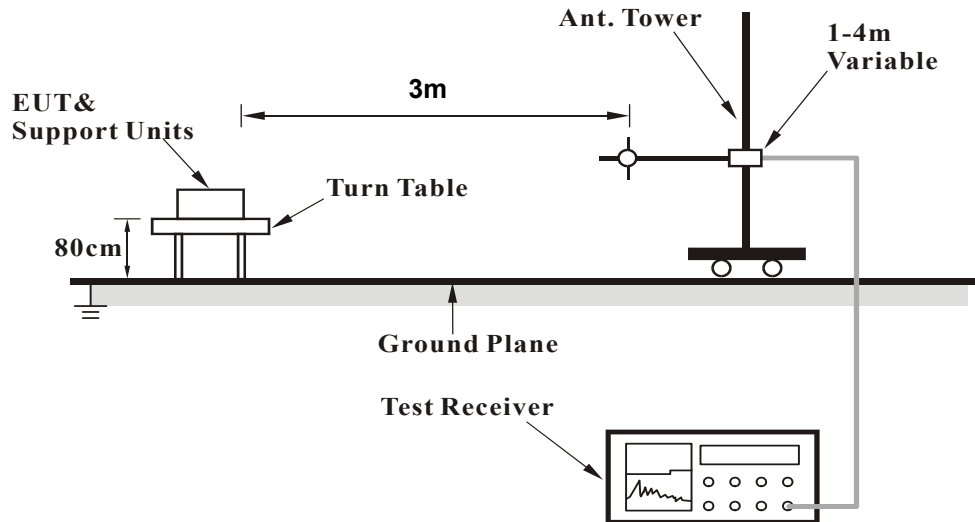 Ant. Tower
1-4m
Variable
3m
EUT&
Support Units
Turn Table
80cm
Ground Plane
Test Receiver